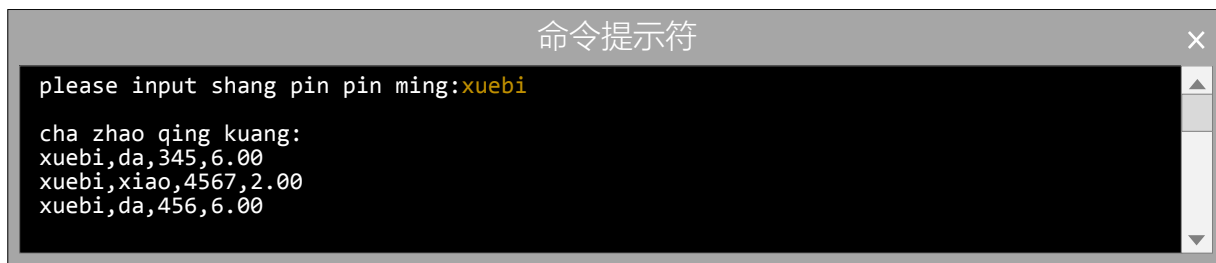 命令提示符
please input shang pin pin ming:xuebi
cha zhao qing kuang:
xuebi,da,345,6.00
xuebi,xiao,4567,2.00
xuebi,da,456,6.00